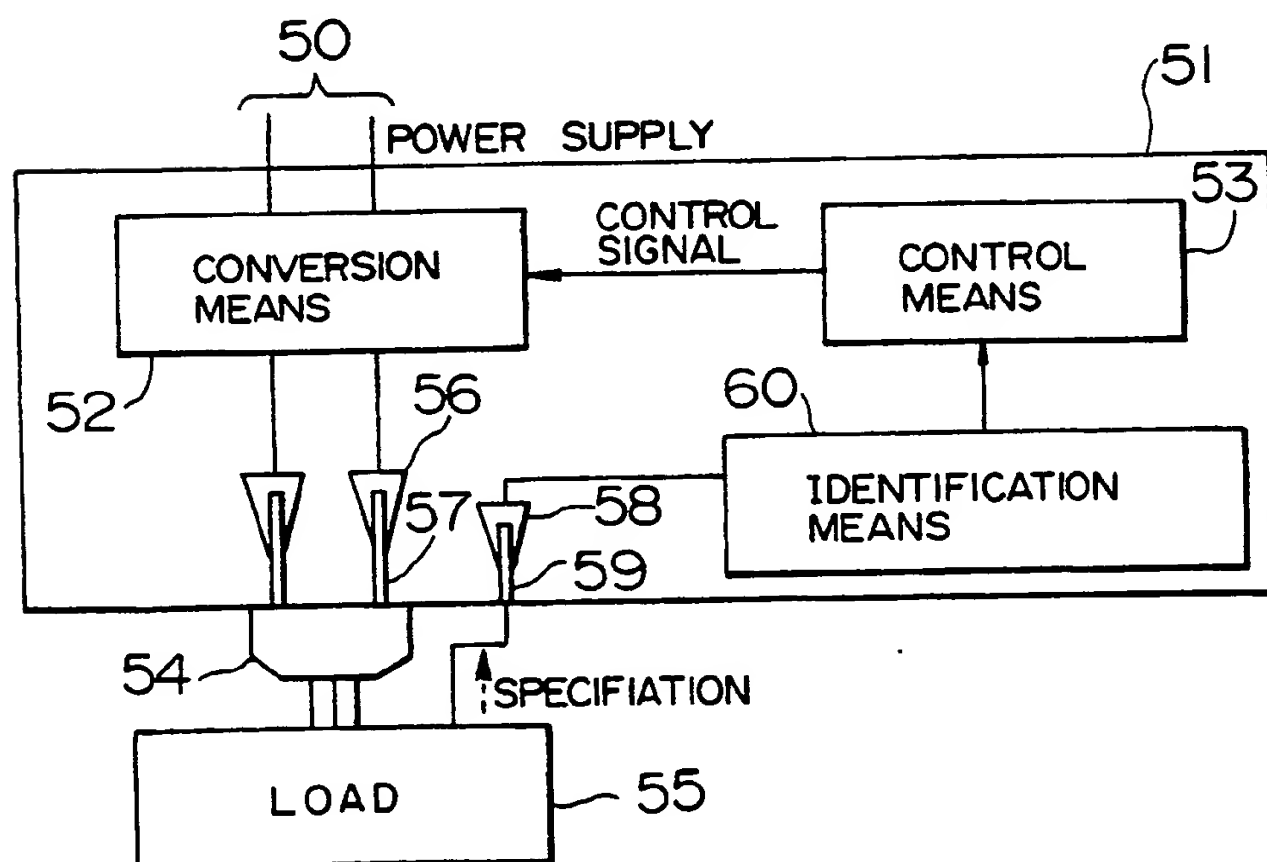 50
51
POWER SUPPLY
53
CONTROL
SIGNAL
CONVERSION
MEANS
CONTROL
MEANS
52
56
60
57
58
IDENTIFICATION
MEANS
59
54
SPECIFIATION
LOAD
55